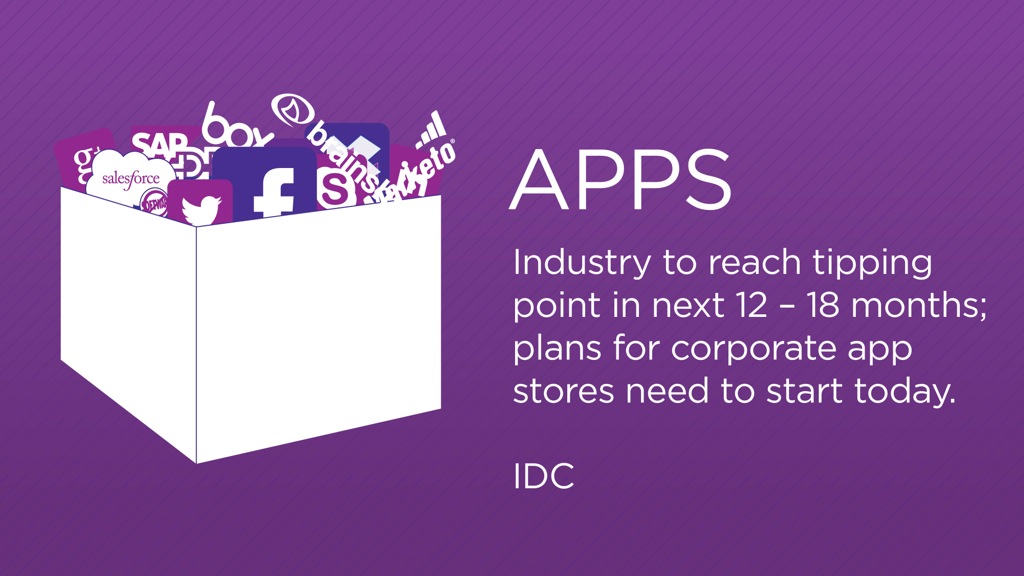 g
SAP
box
salesforce
f
S
APPS
Industry to reach tipping
point in next 12 – 18 months;
plans for corporate app
stores need to start today.
IDC